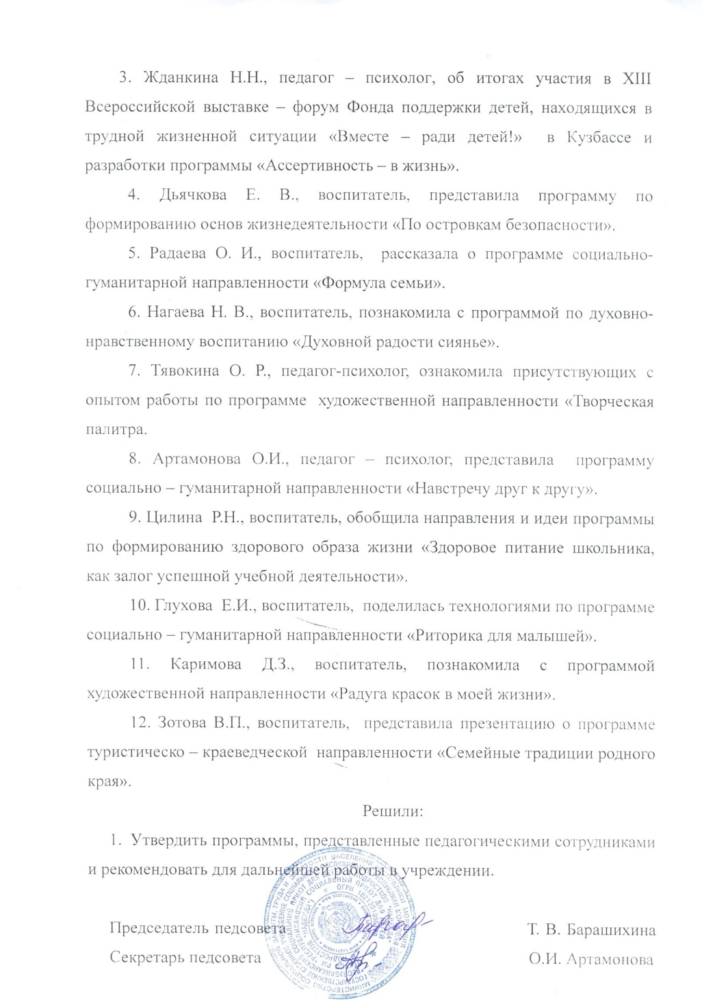 3. Жданкина Н.Н., педагог – психолог, об итогах участия в XIII
Всероссийской выставке – форум Фонда поддержки детей, находящихся в
трудной жизненной ситуации «Вместе – ради детей!» в Кузбассе и
разработки программы «Ассертивность – в жизнь».
4. Дьячкова Е. В., воспитатель, представила программу по
формированию основ жизнедеятельности «По островкам безопасности».
5. Радаева О. И., воспитатель, рассказала о программе социально-
гуманитарной направленности «Формула семьи».
6. Нагаева Н. В., воспитатель, познакомила с программой по духовно-
нравственному воспитанию «Духовной радости сиянье».
7. Тявокина О. Р., педагог-психолог, ознакомила присутствующих с
опытом работы по программе художественной направленности «Творческая
палитра.
8. Артамонова О.И., педагог – психолог, представила программу
социально – гуманитарной направленности «Навстречу друг к другу».
9. Цилина Р.Н., воспитатель, обобщила направления и идеи программы
по формированию здорового образа жизни «Здоровое питание школьника,
как залог успешной учебной деятельности».
10. Глухова Е.И., воспитатель, поделилась технологиями по программе
социально – гуманитарной направленности «Риторика для малышей».
11. Каримова Д.З., воспитатель, познакомила с программой
художественной направленности «Радуга красок в моей жизни».
12. Зотова В.П., воспитатель, представила презентацию о программе
туристическо – краеведческой направленности «Семейные традиции родного
края».
Решили:
1. Утвердить программы, представленные педагогическими сотрудниками
и рекомендовать для дальнейшей работы в учреждении.
Председатель педсовета Т. В. Барашихина
Секретарь педсовета О.И. Артамонова